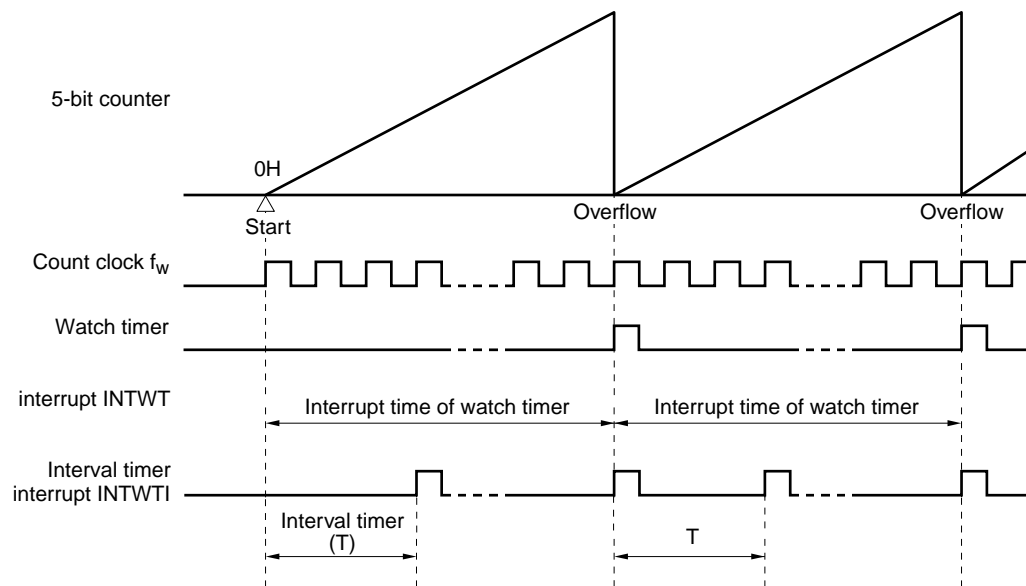 5-bit counter
0H
Start
Overflow
Overflow
Count clock fw
Watch timer
interrupt INTWT
Interrupt time of watch timer
Interrupt time of watch timer
Interval timer
interrupt INTWTI
Interval timer
(T)
T